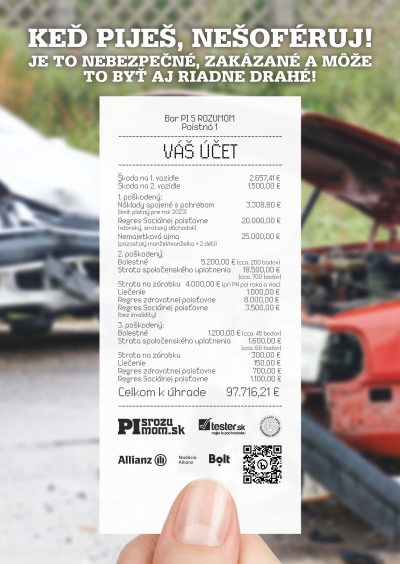 KEĎ PIJEŠ, NEŠOFÉRUJ!
JE TO NEBEZPEČNÉ, ZAKÁZANÉ A MÔŽE
TO BYŤ AJ RIADNE DRAHÉ!
Bar PI S ROZUMOM
Poistná 1
VÁŠ ÚČET
Škoda na 1. vozidle 2.657,41 €
Škoda na 2. vozidle 1.500,00 €
1. poškodený:
Náklady spojené s pohrebom 3.308,80 €
(limit platný pre rok 2023)
Regres Sociálnej poisťovne 20.000,00 €
(vdovský, sirotský dôchodok)
Nemajetková ujma 25.000,00 €
(pozostalý manžel/manželka + 2 deti)
2. poškodený:
Bolestné 5.200,00 € (cca. 200 bodov)
Strata spoločenského uplatnenia 18.500,00 €
(cca. 700 bodov)
Strata na zárobku 4.000,00 € (pri PN pol roka a viac)
Liečenie 1.000,00 €
Regres zdravotnej poisťovne 8.000,00 €
Regres Sociálnej poisťovne 3.500,00 €
(bez invalidity)
3. poškodený:
Bolestné 1.200,00 € (cca. 45 bodov)
Strata spoločenského uplatnenia 1.600,00 €
(cca. 60 bodov)
Strata na zárobku 300,00 €
Liečenie 150,00 €
Regres zdravotnej poisťovne 700,00 €
Regres Sociálnej poisťovne 1.100,00 €
Celkom k úhrade 97.716,21 €
PI srozu mom.sk
tester.sk
majte to pod kontrolou
Allianz
Nadácia
Allianz
Bolt